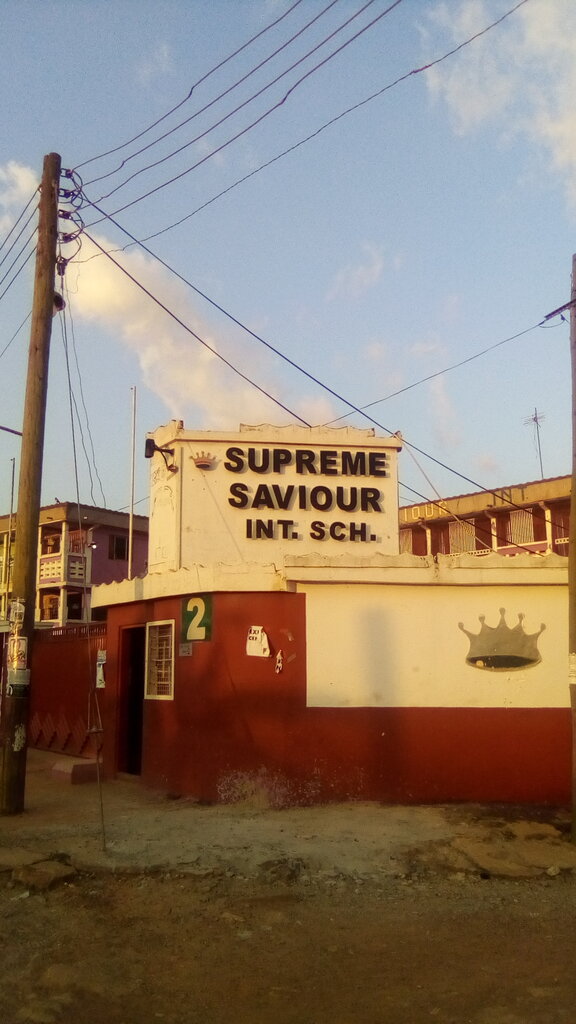 SUPREME
SAVIOUR
INT. SCH.
2